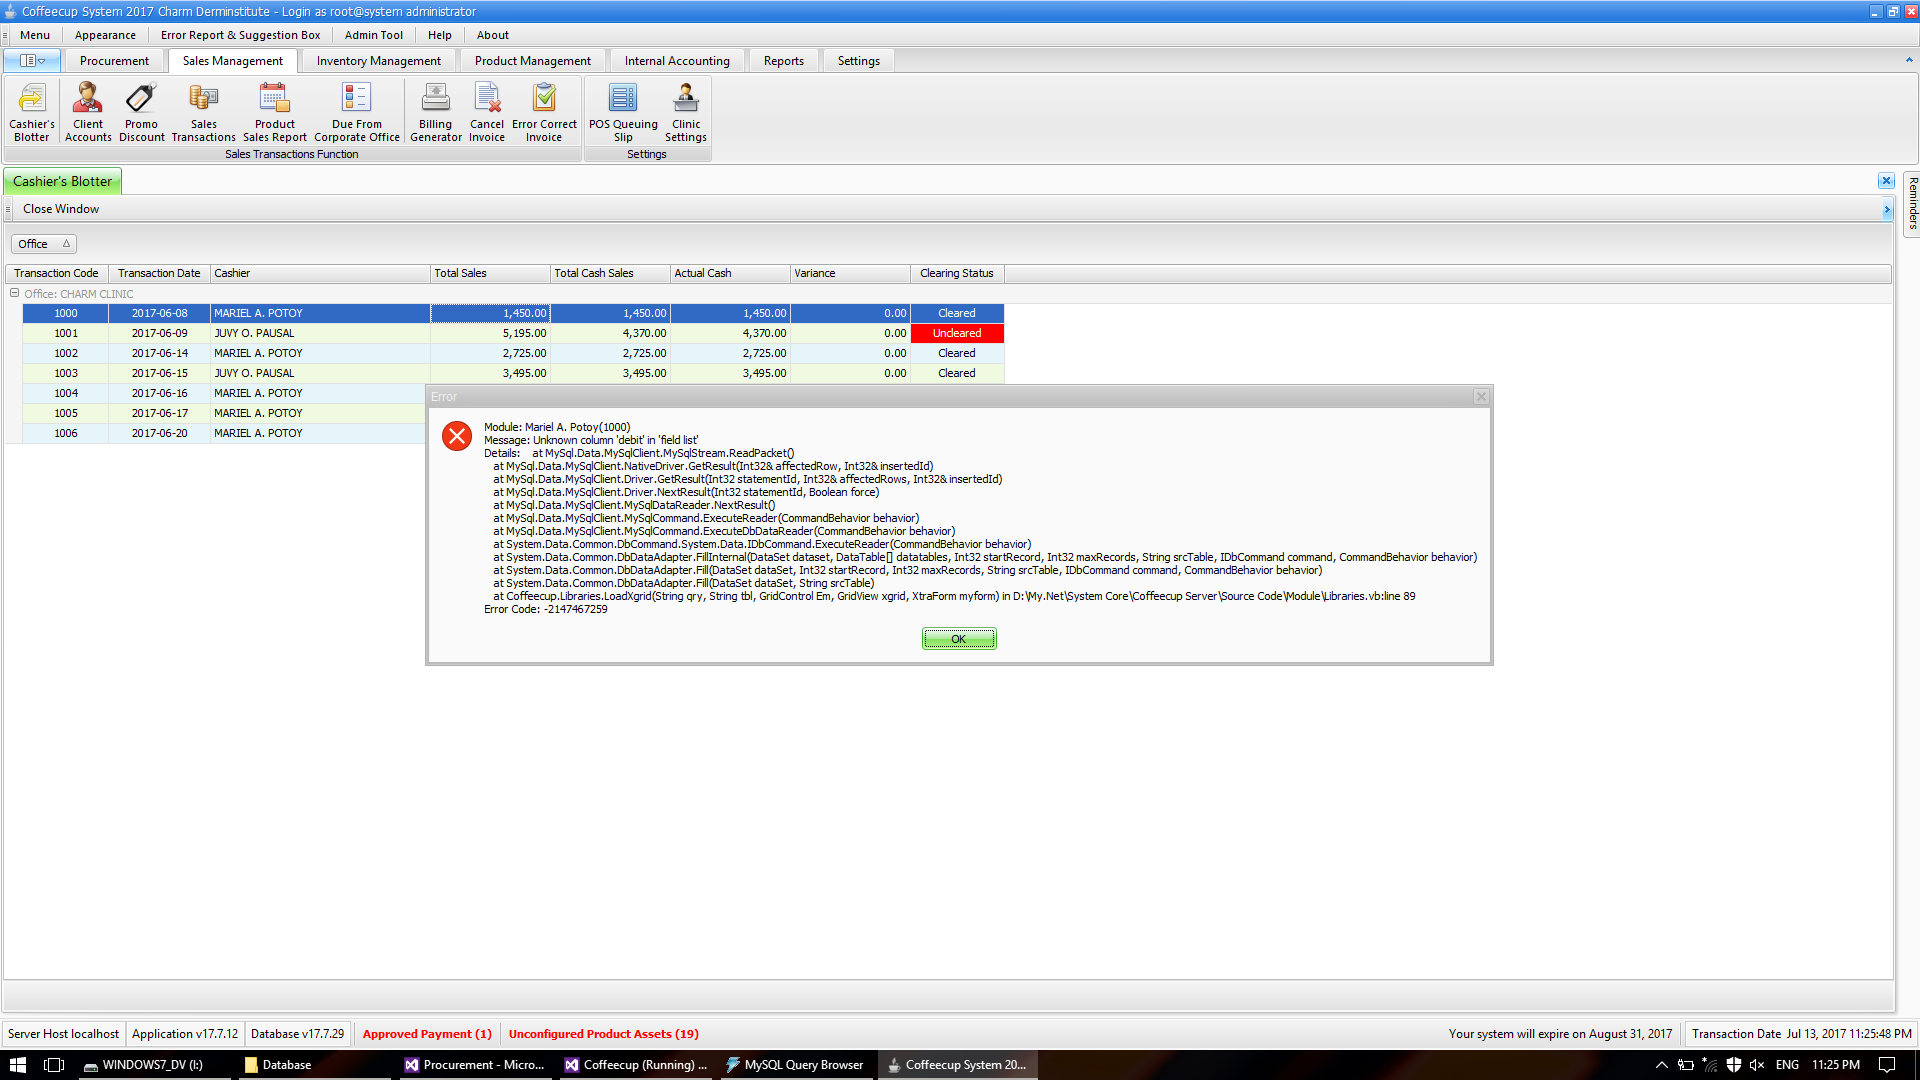 Coffeecup System 2017 Charm Derminstitute - Login as root@system administrator
Menu Appearance Error Report & Suggestion Box Admin Tool Help About
Procurement Sales Management Inventory Management Product Management Internal Accounting Reports Settings
Cashier's Blotter
Client Accounts
Promo Discount
Sales Transactions
Product Sales Report
Due From Corporate Office
Billing Generator
Cancel Invoice
Error Correct Invoice
POS Queuing Slip
Clinic Settings
Sales Transactions Function
Settings
Cashier's Blotter
Reminders
Close Window
Office
Transaction Code Transaction Date Cashier Total Sales Total Cash Sales Actual Cash Variance Clearing Status
Office: CHARM CLINIC
1000 2017-06-08 MARIEL A. POTOY 1,450.00 1,450.00 1,450.00 0.00 Cleared
1001 2017-06-09 JUVY O. PAUSAL 5,195.00 4,370.00 4,370.00 0.00 Uncleared
1002 2017-06-14 MARIEL A. POTOY 2,725.00 2,725.00 2,725.00 0.00 Cleared
1003 2017-06-15 JUVY O. PAUSAL 3,495.00 3,495.00 3,495.00 0.00 Cleared
1004 2017-06-16 MARIEL A. POTOY
1005 2017-06-17 MARIEL A. POTOY
1006 2017-06-20 MARIEL A. POTOY
Error
Module: Mariel A. Potoy(1000)
Message: Unknown column 'debit' in 'field list'
Details: at MySql.Data.MySqlClient.MySqlStream.ReadPacket()
at MySql.Data.MySqlClient.NativeDriver.GetResult(Int32& affectedRow, Int32& insertedId)
at MySql.Data.MySqlClient.Driver.GetResult(Int32 statementId, Int32& affectedRows, Int32& insertedId)
at MySql.Data.MySqlClient.Driver.NextResult(Int32 statementId, Boolean force)
at MySql.Data.MySqlClient.MySqlDataReader.NextResult()
at MySql.Data.MySqlClient.MySqlCommand.ExecuteReader(CommandBehavior behavior)
at MySql.Data.MySqlClient.MySqlCommand.ExecuteDbDataReader(CommandBehavior behavior)
at System.Data.Common.DbCommand.System.Data.IDbCommand.ExecuteReader(CommandBehavior behavior)
at System.Data.Common.DbDataAdapter.FillInternal(DataSet dataset, DataTable[] datatables, Int32 startRecord, Int32 maxRecords, String srcTable, IDbCommand command, CommandBehavior behavior)
at System.Data.Common.DbDataAdapter.Fill(DataSet dataSet, Int32 startRecord, Int32 maxRecords, String srcTable, IDbCommand command, CommandBehavior behavior)
at System.Data.Common.DbDataAdapter.Fill(DataSet dataSet, String srcTable)
at Coffeecup.Libraries.LoadXgrid(String qry, String tbl, GridControl Em, GridView xgrid, XtraForm myform) in D:\My.Net\System Core\Coffeecup Server\Source Code\Module\Libraries.vb:line 89
Error Code: -2147467259
OK
Server Host localhost Application v17.7.12 Database v17.7.29 Approved Payment (1) Unconfigured Product Assets (19) Your system will expire on August 31, 2017 Transaction Date Jul 13, 2017 11:25:48 PM
WINDOWS7_DV (I:) Database Procurement - Micro... Coffeecup (Running) ... MySQL Query Browser Coffeecup System 20... ENG 11:25 PM